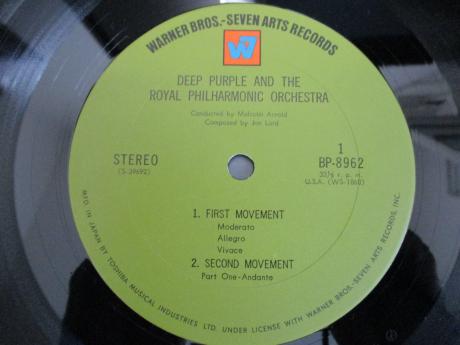 WARNER BROS.-SEVEN ARTS RECORDS
W7
DEEP PURPLE AND THE
ROYAL PHILHARMONIC ORCHESTRA
Conducted by Malcolm Arnold
Composed by Jon Lord
STEREO
(S-39692)
1
BP-8962
33⅓ r. p. m.
U.S.A. (WS-1860)
1. FIRST MOVEMENT
Moderato
Allegro
Vivace
2. SECOND MOVEMENT
Part One-Andante
MFG. IN JAPAN BY TOSHIBA MUSICAL INDUSTRIES LTD. UNDER LICENSE WITH WARNER BROS.-SEVEN ARTS RECORDS, INC.